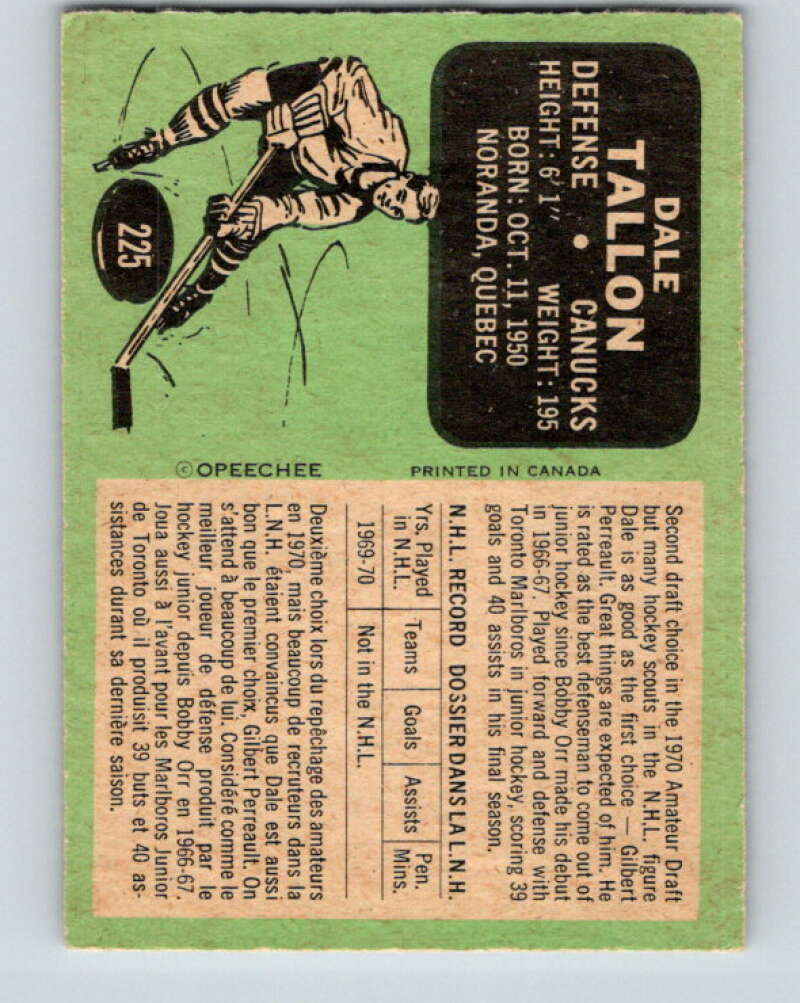 DALE
TALLON
DEFENSE • CANUCKS
HEIGHT: 6'1" WEIGHT: 195
BORN: OCT. 11, 1950
NORANDA, QUEBEC
225
© OPEECHEE
PRINTED IN CANADA
Second draft choice in the 1970 Amateur Draft
but many hockey scouts in the N.H.L. figure
Dale is as good as the first choice — Gilbert
Perreault. Great things are expected of him. He
is rated as the best defenseman to come out of
junior hockey since Bobby Orr made his debut
in 1966-67. Played forward and defense with
Toronto Marlboros in junior hockey, scoring 39
goals and 40 assists in his final season.
N.H.L. RECORD DOSSIER DANS LA L.N.H.
Yrs. Played in N.H.L. Teams Goals Assists Pen. Mins.
1969-70 Not in the N.H.L.
Deuxième choix lors du repêchage des amateurs
en 1970, mais beaucoup de recruteurs dans la
L.N.H. étaient convaincus que Dale est aussi
bon que le premier choix, Gilbert Perreault. On
s'attend à beaucoup de lui. Considéré comme le
meilleur joueur de défense produit par le
hockey junior depuis Bobby Orr en 1966-67.
Joua aussi à l'avant pour les Marlboros Junior
de Toronto où il produisit 39 buts et 40 as-
sistances durant sa dernière saison.